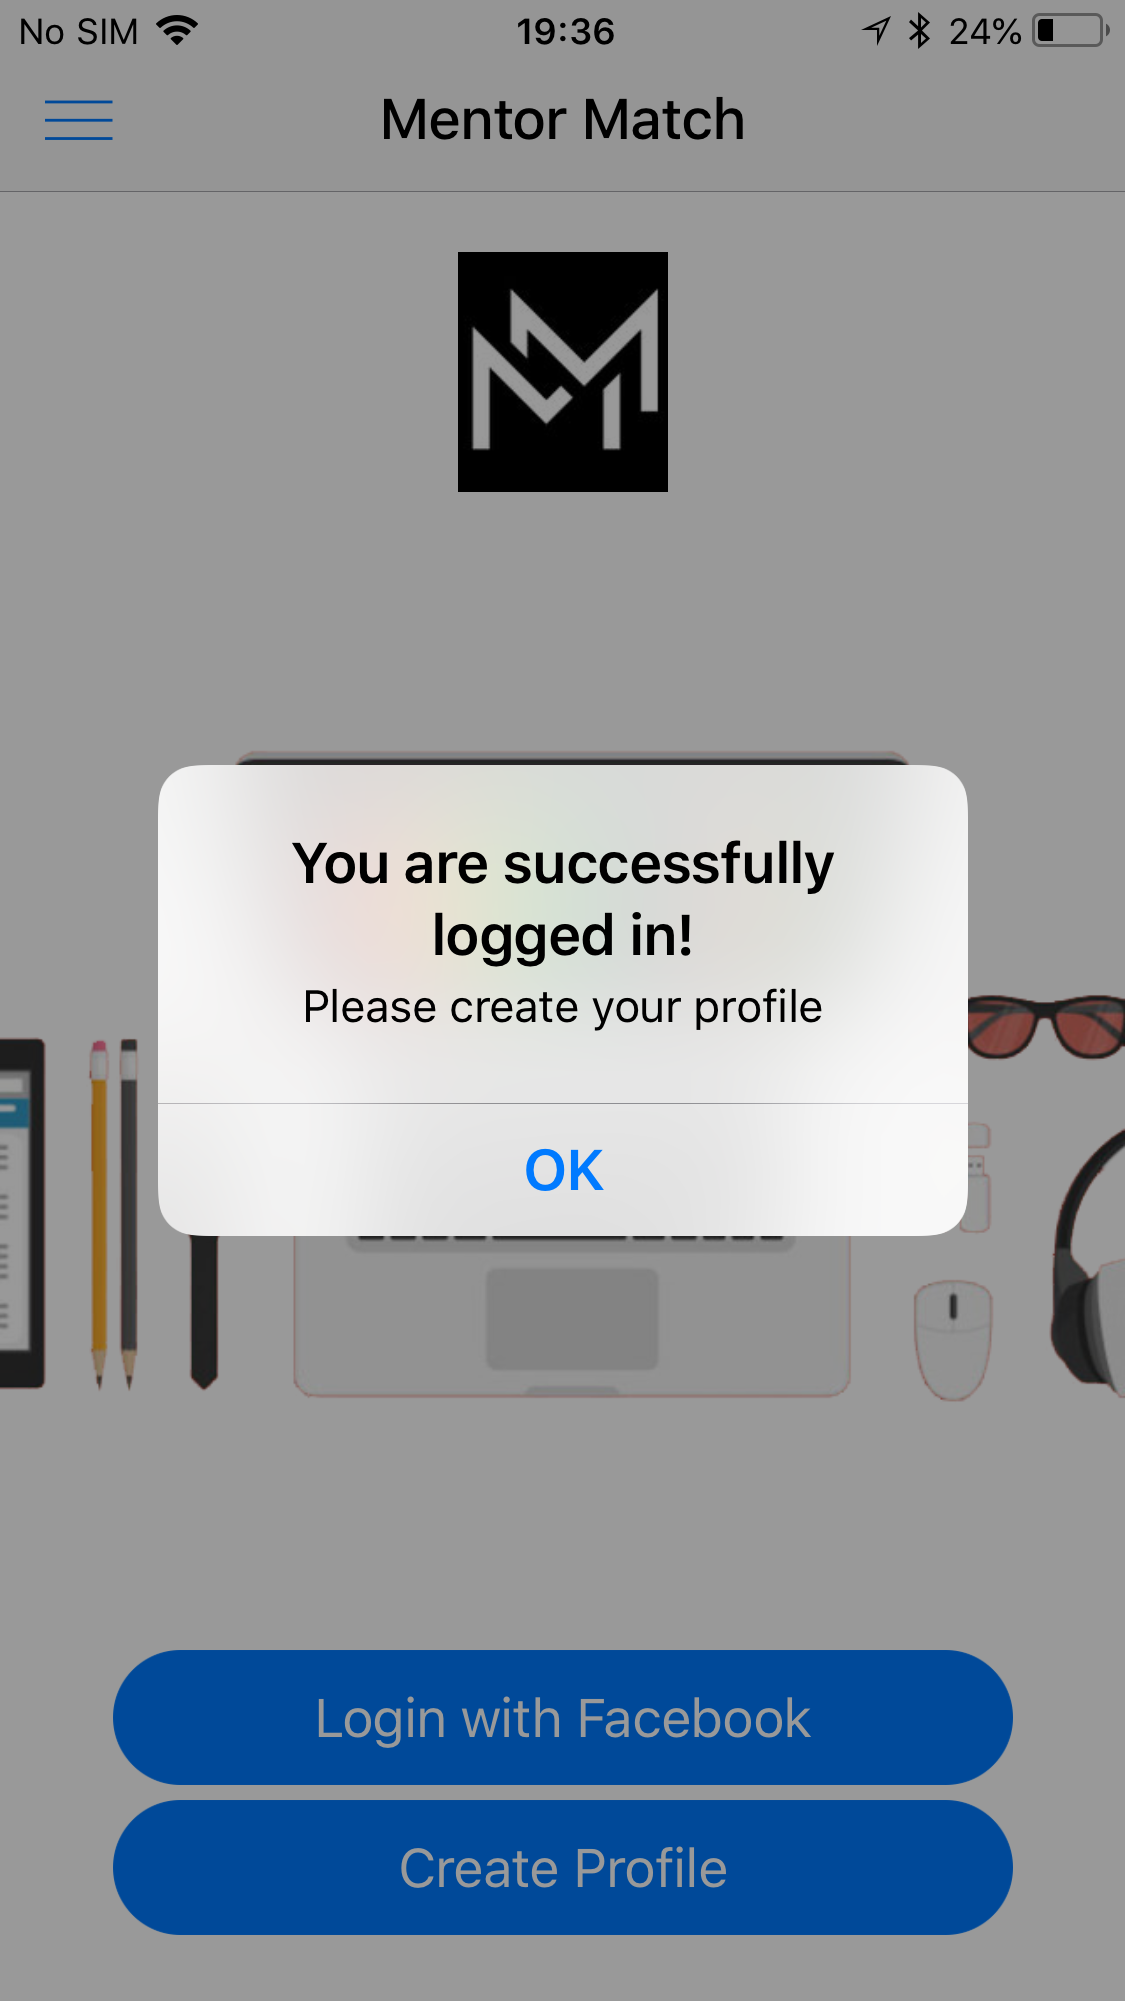 No SIM 19:36 24%
Mentor Match
MM
You are successfully
logged in!
Please create your profile
OK
Login with Facebook
Create Profile